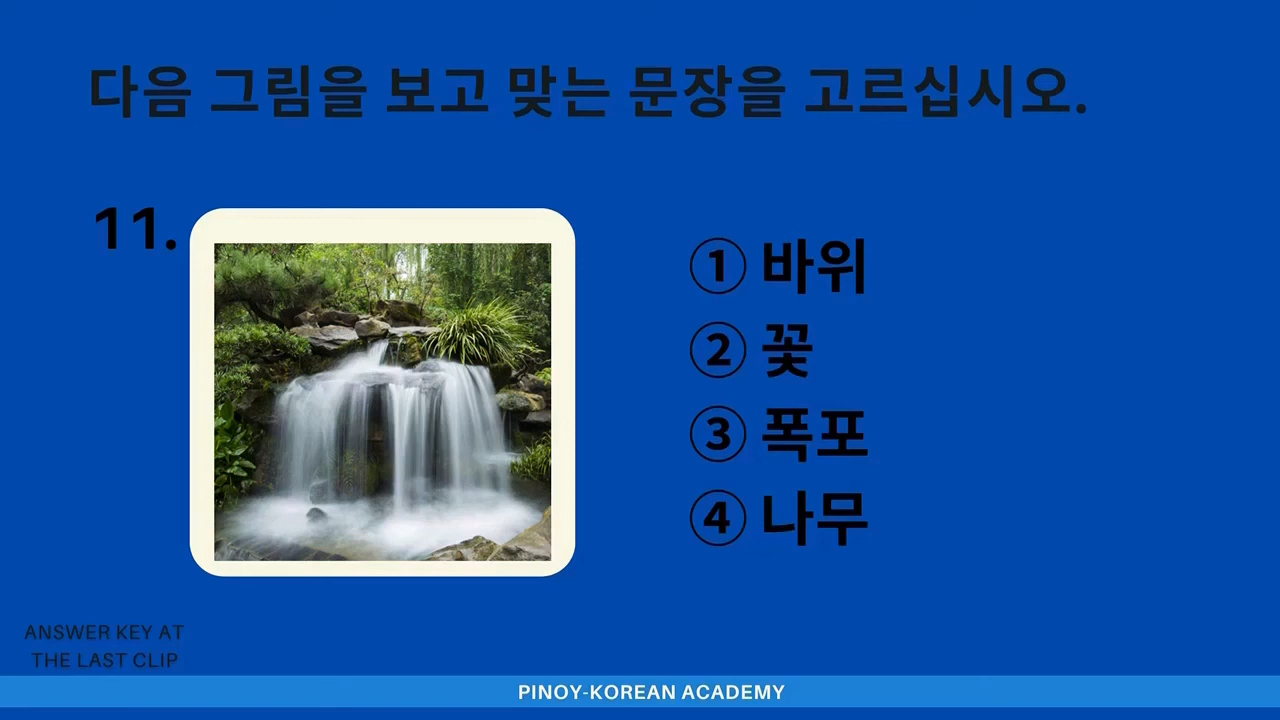 다음 그림을 보고 맞는 문장을 고르십시오.
11.
① 바위
② 꽃
③ 폭포
④ 나무
ANSWER KEY AT
THE LAST CLIP
PINOY-KOREAN ACADEMY